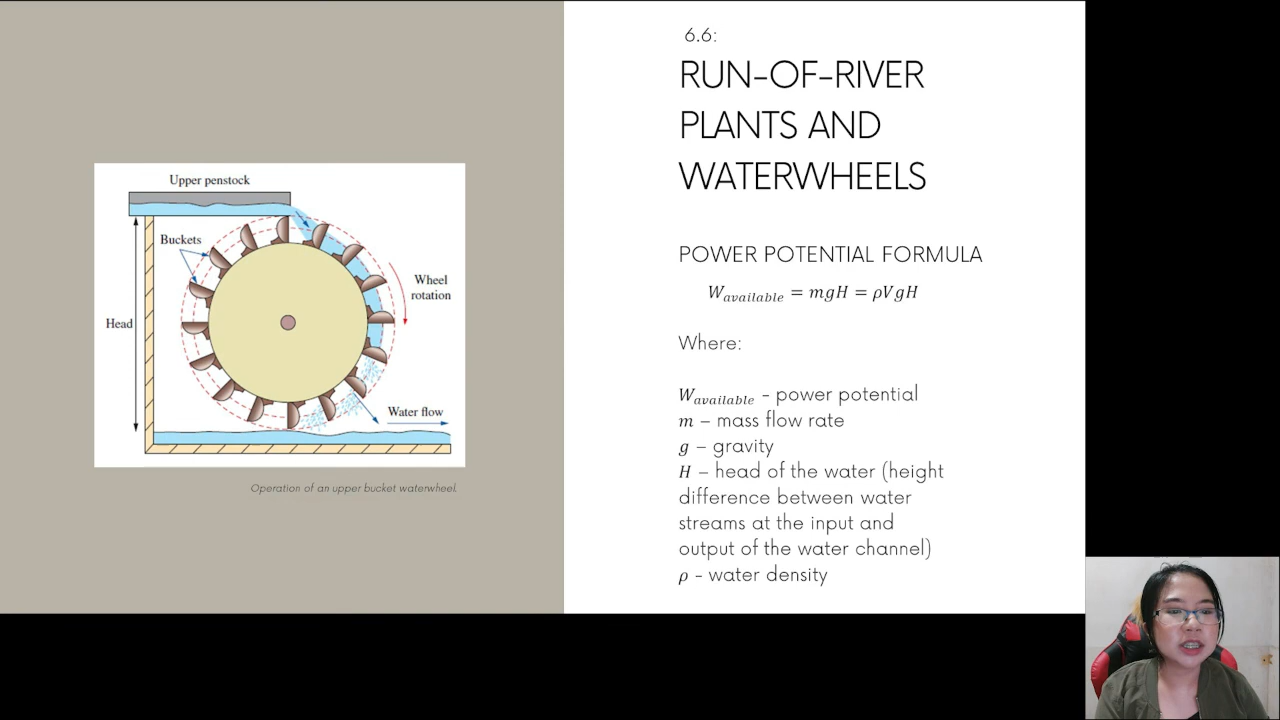 Upper penstock
Buckets
Wheel
rotation
Head
Water flow
Operation of an upper bucket waterwheel.
6.6:
RUN-OF-RIVER
PLANTS AND
WATERWHEELS
POWER POTENTIAL FORMULA
W_available = mgH = ρVgH
Where:
W_available - power potential
m – mass flow rate
g – gravity
H – head of the water (height
difference between water
streams at the input and
output of the water channel)
ρ - water density